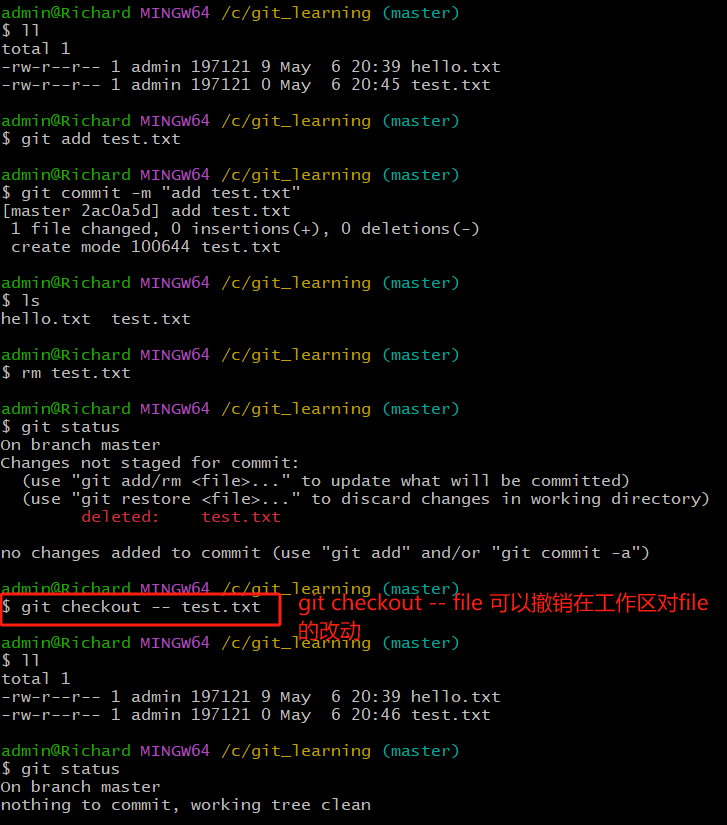 admin@Richard MINGW64 /c/git_learning (master)
$ ll
total 1
-rw-r--r-- 1 admin 197121 9 May  6 20:39 hello.txt
-rw-r--r-- 1 admin 197121 0 May  6 20:45 test.txt
admin@Richard MINGW64 /c/git_learning (master)
$ git add test.txt
admin@Richard MINGW64 /c/git_learning (master)
$ git commit -m "add test.txt"
[master 2ac0a5d] add test.txt
 1 file changed, 0 insertions(+), 0 deletions(-)
 create mode 100644 test.txt
admin@Richard MINGW64 /c/git_learning (master)
$ ls
hello.txt  test.txt
admin@Richard MINGW64 /c/git_learning (master)
$ rm test.txt
admin@Richard MINGW64 /c/git_learning (master)
$ git status
On branch master
Changes not staged for commit:
  (use "git add/rm <file>..." to update what will be committed)
  (use "git restore <file>..." to discard changes in working directory)
        deleted:    test.txt
no changes added to commit (use "git add" and/or "git commit -a")
admin@Richard MINGW64 /c/git_learning (master)
$ git checkout -- test.txt
git checkout -- file 可以撤销在工作区对file
的改动
admin@Richard MINGW64 /c/git_learning (master)
$ ll
total 1
-rw-r--r-- 1 admin 197121 9 May  6 20:39 hello.txt
-rw-r--r-- 1 admin 197121 0 May  6 20:46 test.txt
admin@Richard MINGW64 /c/git_learning (master)
$ git status
On branch master
nothing to commit, working tree clean